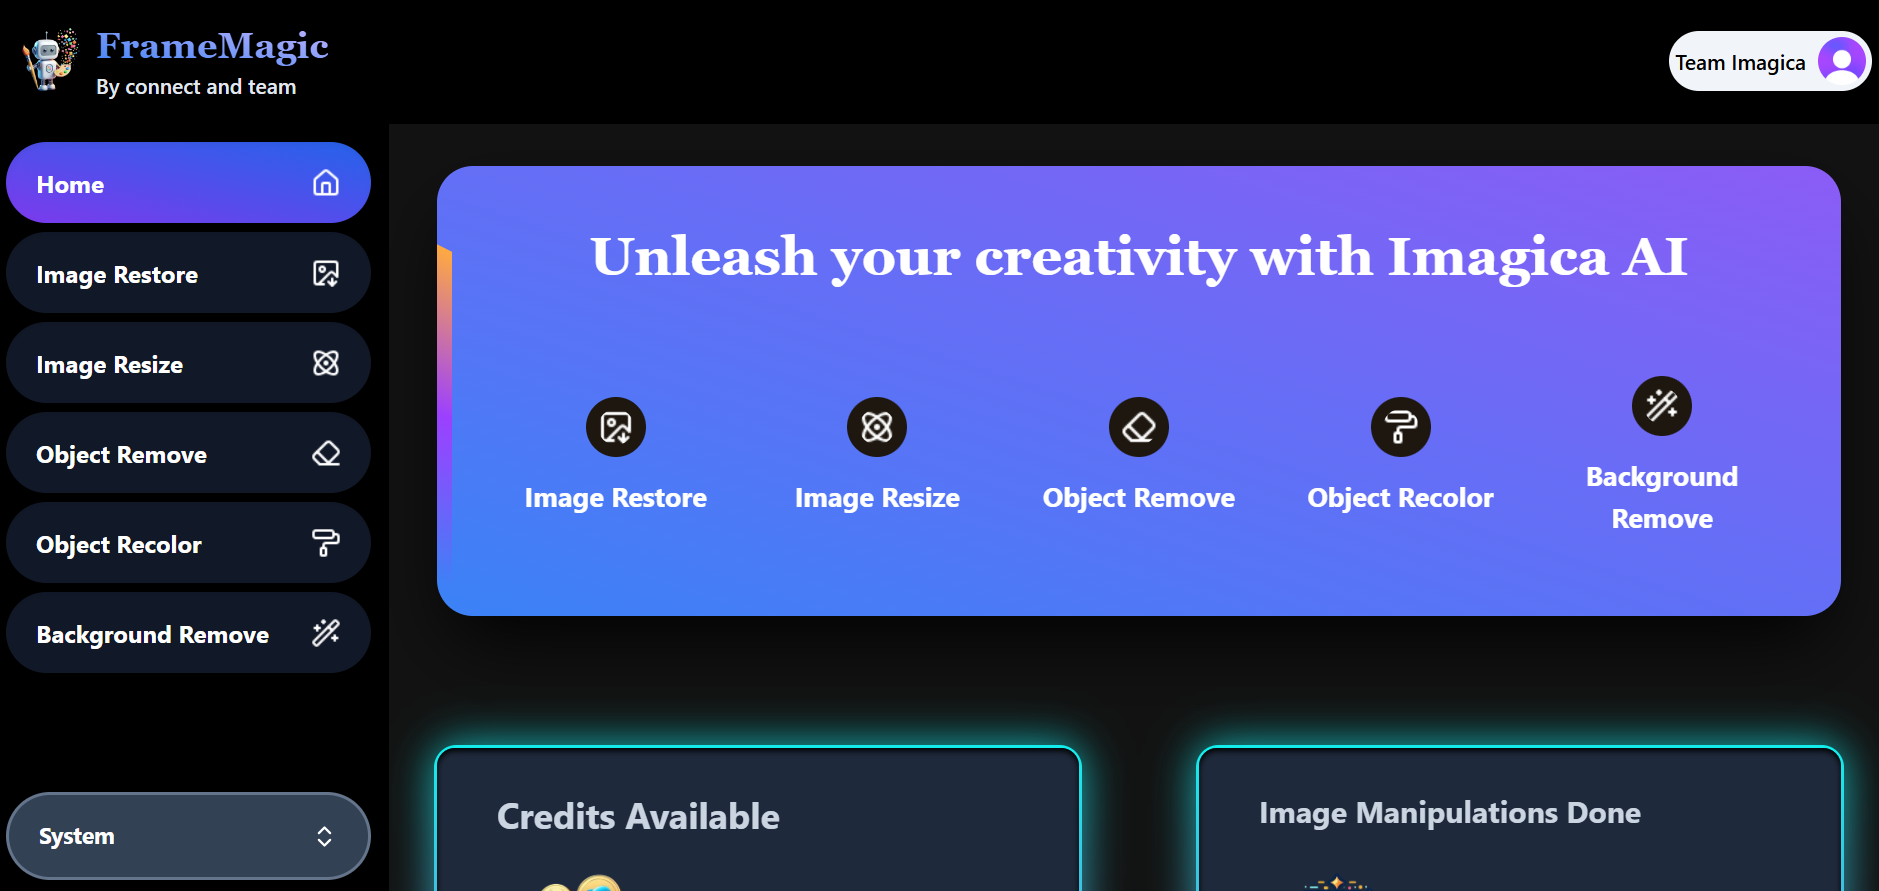 FrameMagic
By connect and team
Team Imagica
Home
Image Restore
Image Resize
Object Remove
Object Recolor
Background Remove
System
Unleash your creativity with Imagica AI
Image Restore
Image Resize
Object Remove
Object Recolor
Background
Remove
Credits Available
Image Manipulations Done